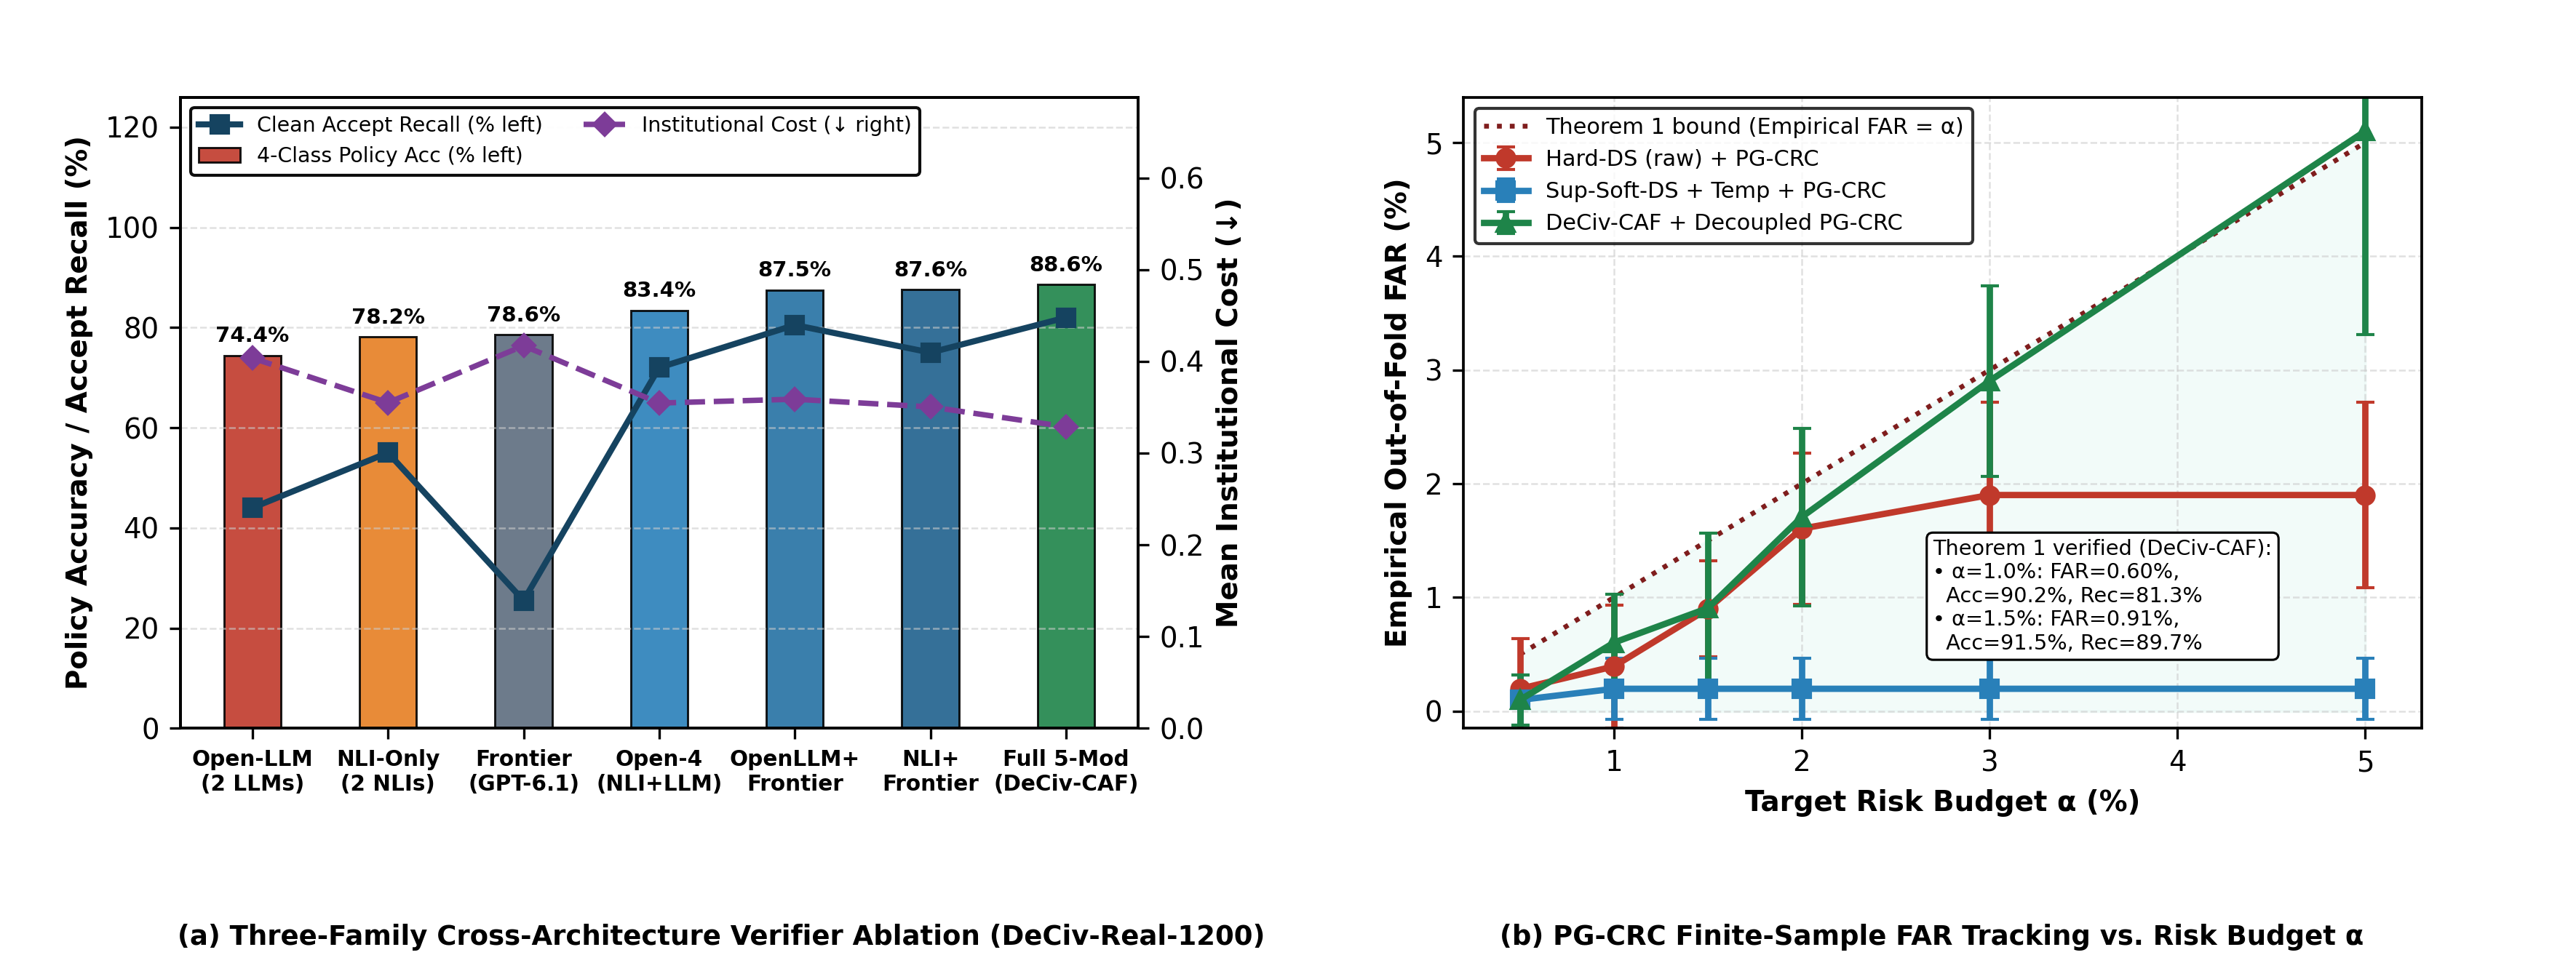 Clean Accept Recall (% left)
4-Class Policy Acc (% left)
Institutional Cost (↓ right)
Policy Accuracy / Accept Recall (%)
120
100
80
60
40
20
0
74.4%
78.2%
78.6%
83.4%
87.5%
87.6%
88.6%
0.6
0.5
0.4
0.3
0.2
0.1
0.0
Mean Institutional Cost (↓)
Open-LLM
(2 LLMs)
NLI-Only
(2 NLIs)
Frontier
(GPT-6.1)
Open-4
(NLI+LLM)
OpenLLM+
Frontier
NLI+
Frontier
Full 5-Mod
(DeCiv-CAF)
(a) Three-Family Cross-Architecture Verifier Ablation (DeCiv-Real-1200)
Theorem 1 bound (Empirical FAR = α)
Hard-DS (raw) + PG-CRC
Sup-Soft-DS + Temp + PG-CRC
DeCiv-CAF + Decoupled PG-CRC
Empirical Out-of-Fold FAR (%)
5
4
3
2
1
0
Theorem 1 verified (DeCiv-CAF):
• α=1.0%: FAR=0.60%,
Acc=90.2%, Rec=81.3%
• α=1.5%: FAR=0.91%,
Acc=91.5%, Rec=89.7%
1
2
3
4
5
Target Risk Budget α (%)
(b) PG-CRC Finite-Sample FAR Tracking vs. Risk Budget α